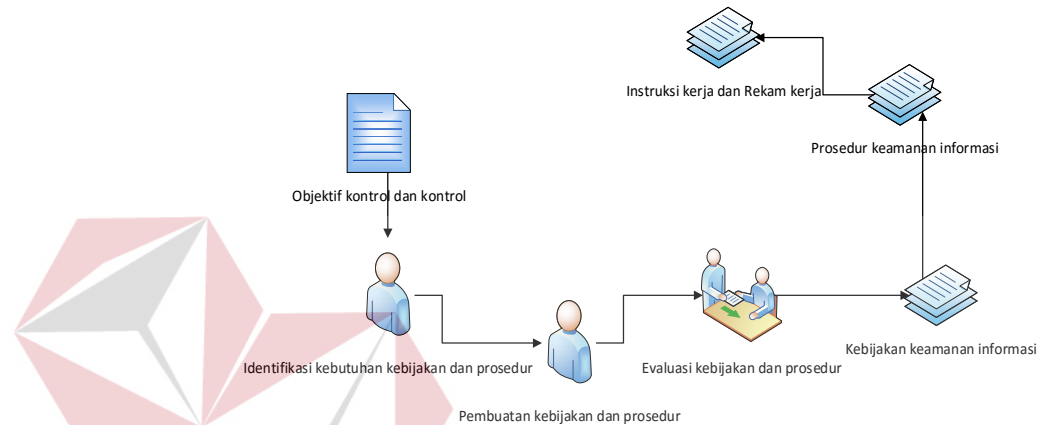 Instruksi kerja dan Rekam kerja
Prosedur keamanan informasi
Objektif kontrol dan kontrol
Identifikasi kebutuhan kebijakan dan prosedur
Evaluasi kebijakan dan prosedur
Kebijakan keamanan informasi
Pembuatan kebijakan dan prosedur